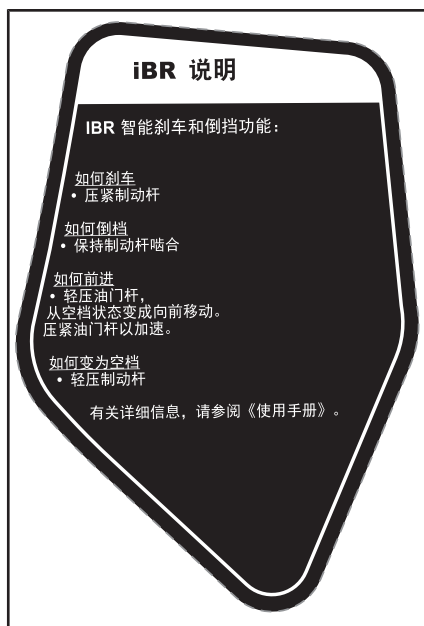 iBR 说明
IBR 智能刹车和倒挡功能：
如何刹车
• 压紧制动杆
如何倒档
• 保持制动杆啮合
如何前进
• 轻压油门杆，
从空档状态变成向前移动。
压紧油门杆以加速。
如何变为空档
• 轻压制动杆
有关详细信息，请参阅《使用手册》。